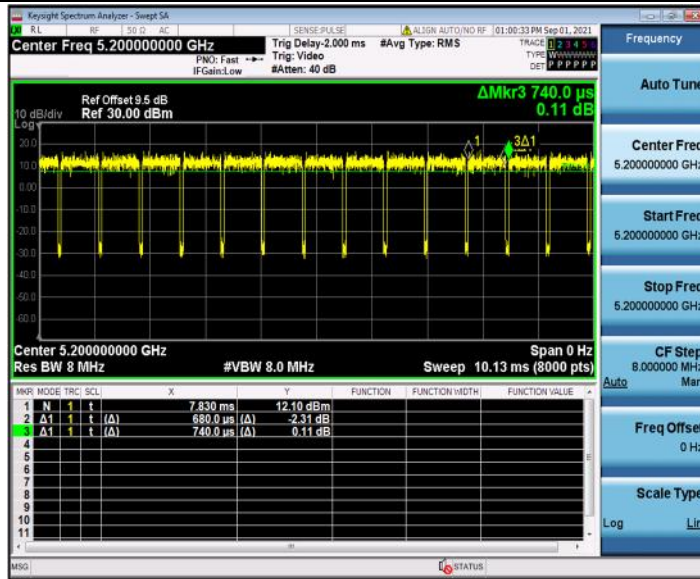 Keysight Spectrum Analyzer - Swept SA
RL RF 50 Ω AC SENSE:PULSE ALIGN AUTO/NO RF 01:00:33 PM Sep 01, 2021
Center Freq 5.200000000 GHz
PNO: Fast
IFGain:Low
Trig Delay-2.000 ms
Trig: Video
#Atten: 40 dB
#Avg Type: RMS
TRACE 1 2 3 4 5 6
TYPE
DET P P P P P P
ΔMkr3 740.0 μs
0.11 dB
Ref Offset 9.5 dB
10 dB/div Ref 30.00 dBm
Log
20.0
10.0
0.00
-10.0
-20.0
-30.0
-40.0
-50.0
-60.0
1
3Δ1
Center 5.200000000 GHz Span 0 Hz
Res BW 8 MHz #VBW 8.0 MHz Sweep 10.13 ms (8000 pts)
MKR MODE TRC SCL X Y FUNCTION FUNCTION WIDTH FUNCTION VALUE
1 N 1 t 7.830 ms 12.10 dBm
2 Δ1 1 t (Δ) 680.0 μs (Δ) -2.31 dB
3 Δ1 1 t (Δ) 740.0 μs (Δ) 0.11 dB
4
5
6
7
8
9
10
11
MSG STATUS
Frequency
Auto Tune
Center Freq
5.200000000 GHz
Start Freq
5.200000000 GHz
Stop Freq
5.200000000 GHz
CF Step
8.000000 MHz
Auto Man
Freq Offset
0 Hz
Scale Type
Log Lin